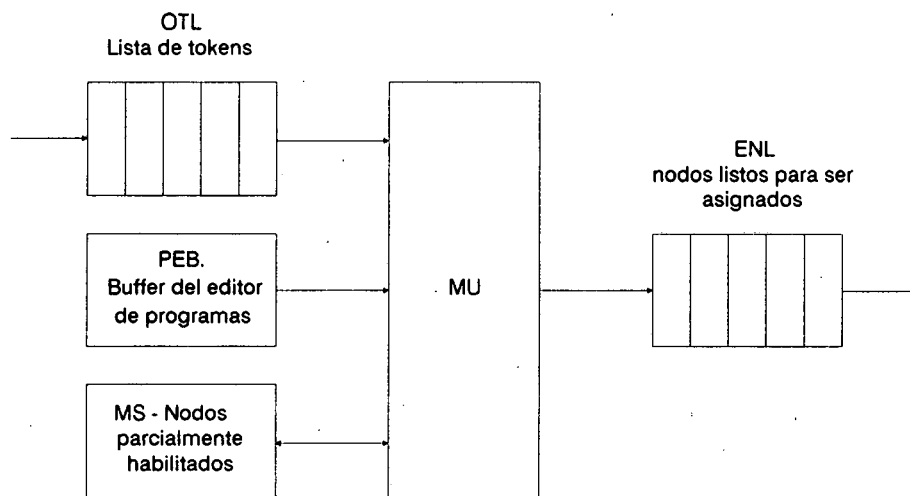 OTL
Lista de tokens
PEB.
Buffer del editor
de programas
MS - Nodos
parcialmente
habilitados
MU
ENL
nodos listos para ser
asignados